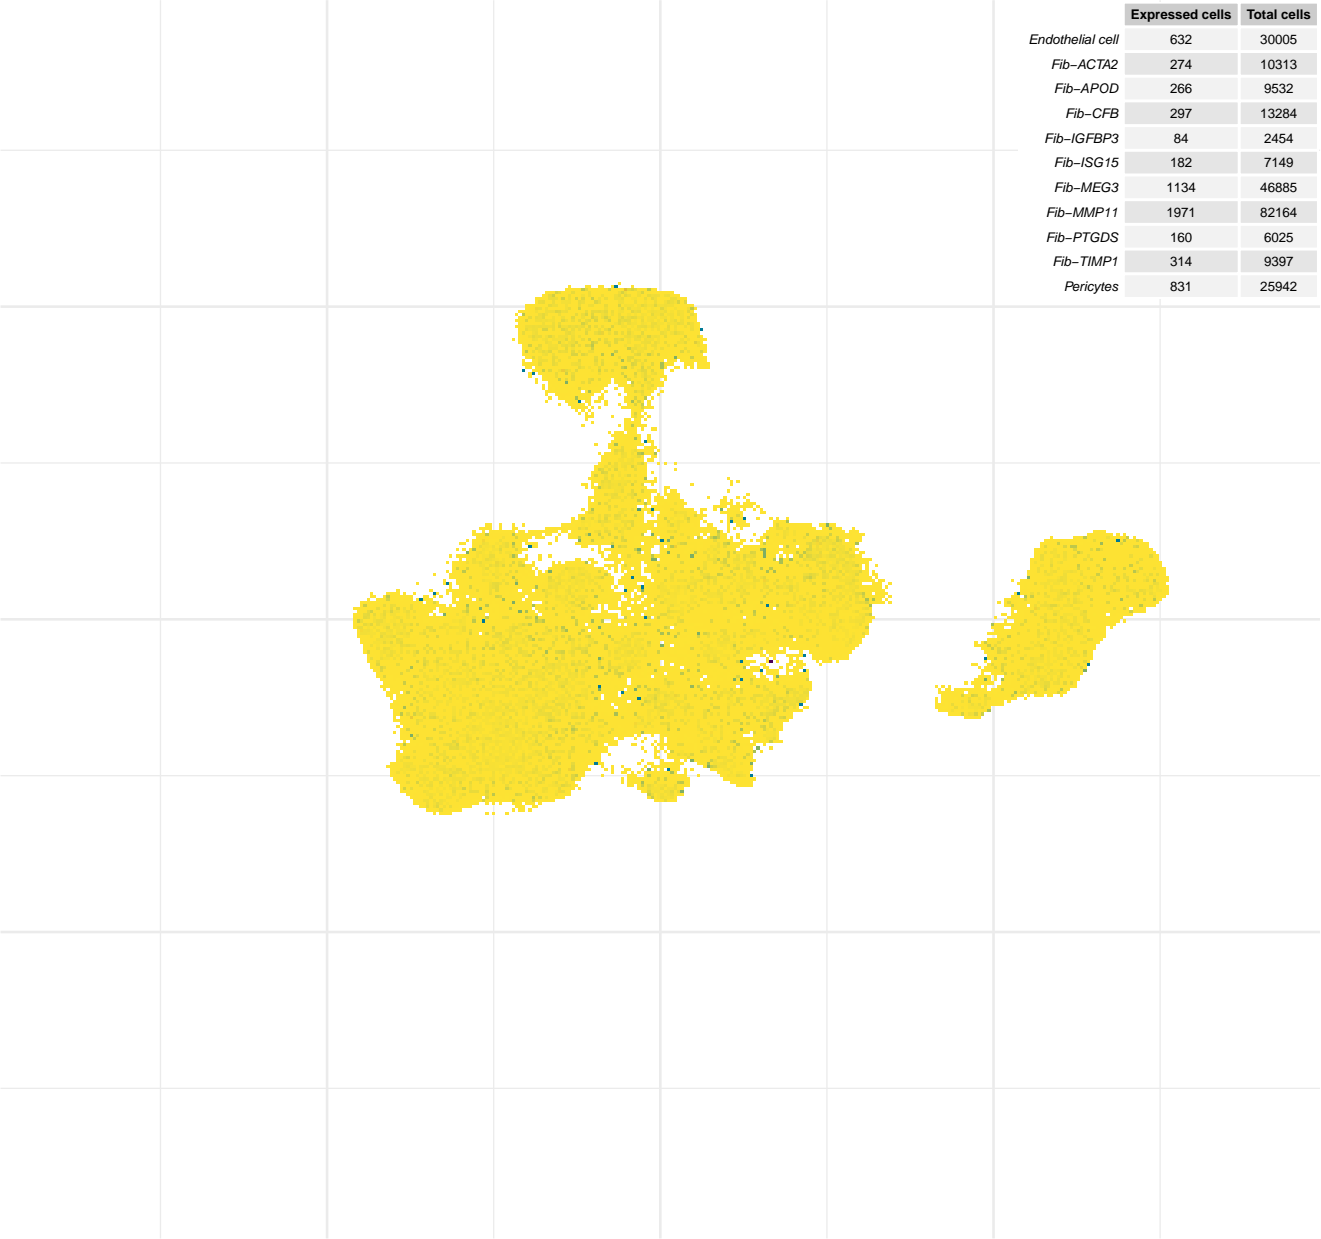 Expressed cells Total cells
Endothelial cell 632 30005
Fib−ACTA2 274 10313
Fib−APOD 266 9532
Fib−CFB 297 13284
Fib−IGFBP3 84 2454
Fib−ISG15 182 7149
Fib−MEG3 1134 46885
Fib−MMP11 1971 82164
Fib−PTGDS 160 6025
Fib−TIMP1 314 9397
Pericytes 831 25942